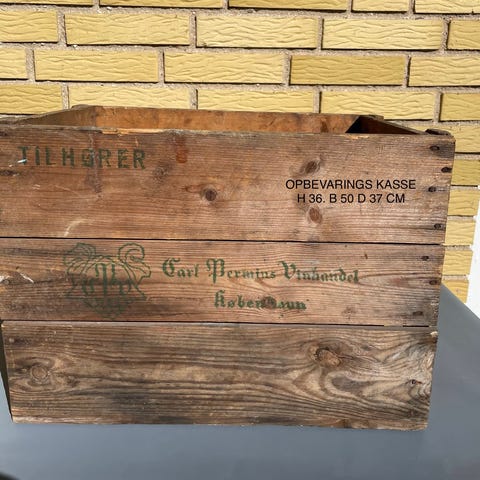 TILHØRER
OPBEVARINGS KASSE
H 36. B 50 D 37 CM
Carl Permins Vinhandel
København